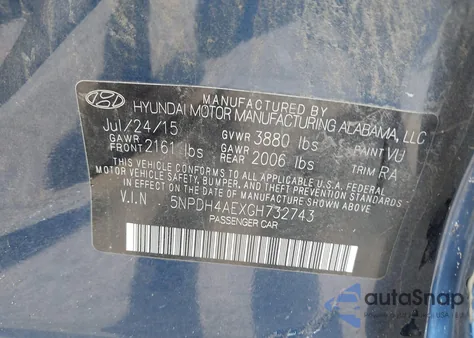 MANUFACTURED BY
HYUNDAI MOTOR MANUFACTURING ALABAMA, LLC
Jul/24/15 GVWR 3880 lbs PAINT VU
GAWR FRONT 2161 lbs GAWR REAR 2006 lbs TRIM RA
THIS VEHICLE CONFORMS TO ALL APPLICABLE FEDERAL
MOTOR VEHICLE SAFETY, BUMPER, AND THEFT PREVENTION
STANDARDS IN EFFECT ON THE DATE OF MANUFACTURE SHOWN ABOVE.
V.I.N 5NPDH4AEXGH732743
PASSENGER CAR
autoSnap